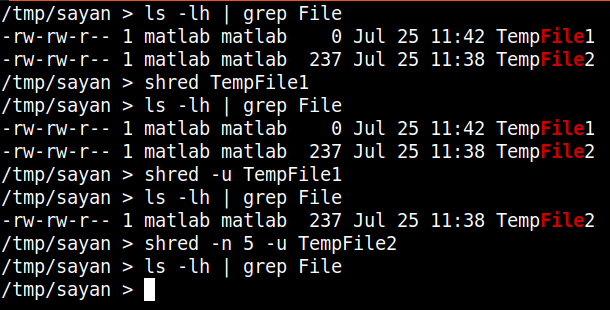 /tmp/sayan > ls -lh | grep File
-rw-rw-r-- 1 matlab matlab   0 Jul 25 11:42 TempFile1
-rw-rw-r-- 1 matlab matlab 237 Jul 25 11:38 TempFile2
/tmp/sayan > shred TempFile1
/tmp/sayan > ls -lh | grep File
-rw-rw-r-- 1 matlab matlab   0 Jul 25 11:42 TempFile1
-rw-rw-r-- 1 matlab matlab 237 Jul 25 11:38 TempFile2
/tmp/sayan > shred -u TempFile1
/tmp/sayan > ls -lh | grep File
-rw-rw-r-- 1 matlab matlab 237 Jul 25 11:38 TempFile2
/tmp/sayan > shred -n 5 -u TempFile2
/tmp/sayan > ls -lh | grep File
/tmp/sayan >